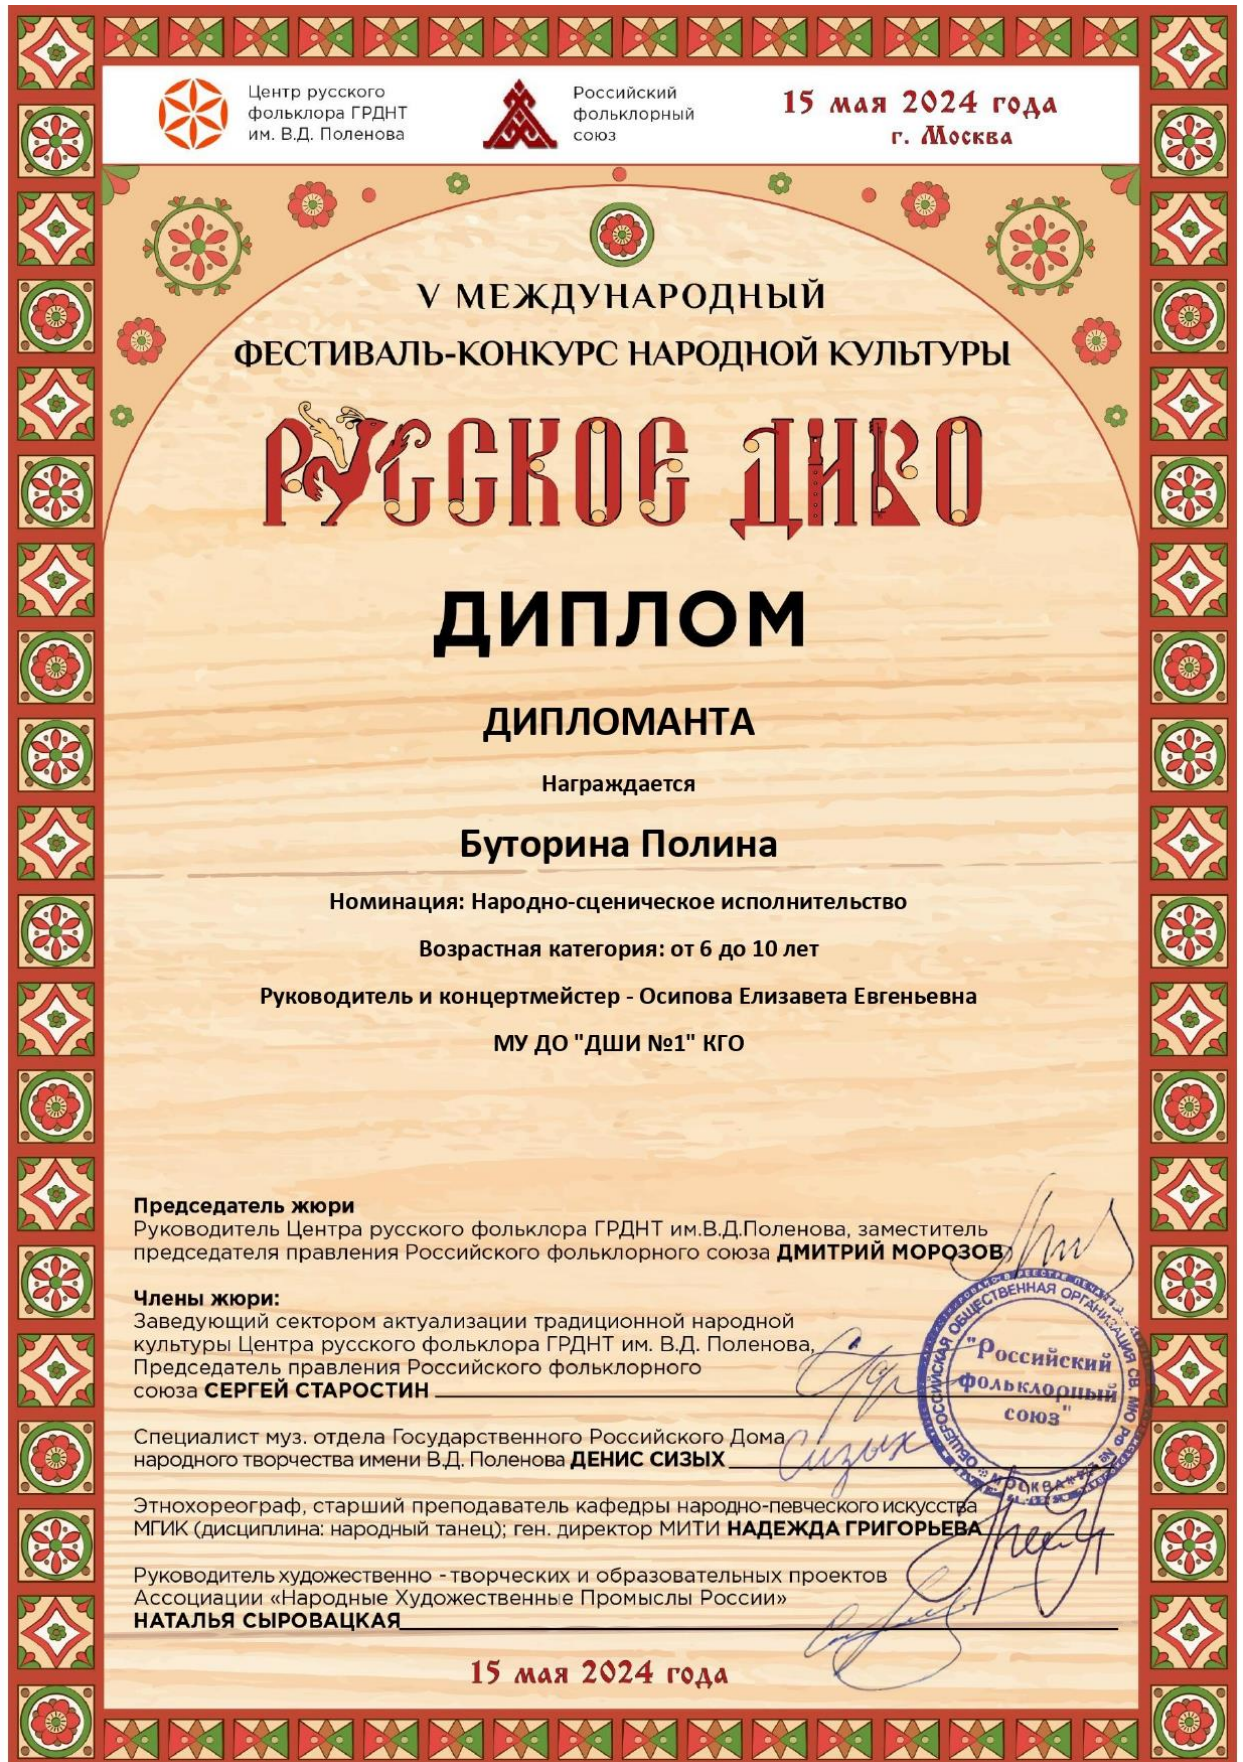 Центр русского
фольклора ГРДНТ
им. В.Д. Поленова
Российский
фольклорный
союз
15 мая 2024 года
г. Москва
V МЕЖДУНАРОДНЫЙ
ФЕСТИВАЛЬ-КОНКУРС НАРОДНОЙ КУЛЬТУРЫ
РУССКОЕ ДИВО
ДИПЛОМ
ДИПЛОМАНТА
Награждается
Буторина Полина
Номинация: Народно-сценическое исполнительство
Возрастная категория: от 6 до 10 лет
Руководитель и концертмейстер - Осипова Елизавета Евгеньевна
МУ ДО "ДШИ №1" КГО
Председатель жюри
Руководитель Центра русского фольклора ГРДНТ им.В.Д.Поленова, заместитель
председателя правления Российского фольклорного союза ДМИТРИЙ МОРОЗОВ
Члены жюри:
Заведующий сектором актуализации традиционной народной
культуры Центра русского фольклора ГРДНТ им. В.Д. Поленова,
Председатель правления Российского фольклорного
союза СЕРГЕЙ СТАРОСТИН
Специалист муз. отдела Государственного Российского Дома
народного творчества имени В.Д. Поленова ДЕНИС СИЗЫХ
Сизых
Этнохореограф, старший преподаватель кафедры народно-певческого искусства
МГИК (дисциплина: народный танец); ген. директор МИТИ НАДЕЖДА ГРИГОРЬЕВА
Руководитель художественно - творческих и образовательных проектов
Ассоциации «Народные Художественные Промыслы России»
НАТАЛЬЯ СЫРОВАЦКАЯ
ОБЩЕРОССИЙСКАЯ ОБЩЕСТВЕННАЯ ОРГАНИЗАЦИЯ
МОСКВА
"Российский
фольклорный
союз"
15 мая 2024 года